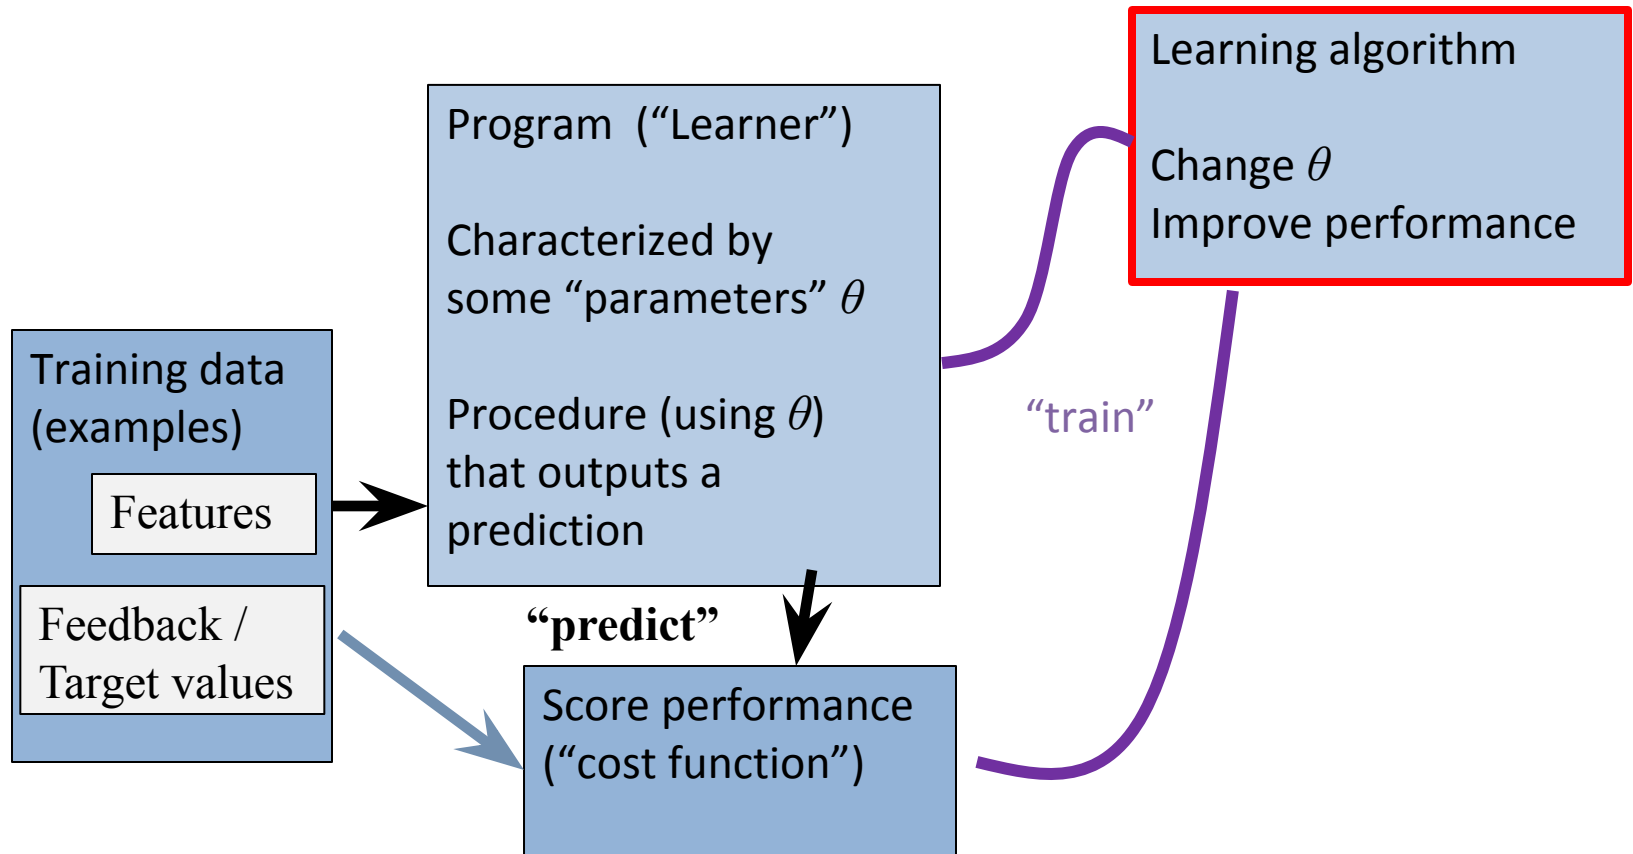 Training data
(examples)
Features
Feedback /
Target values
Program (“Learner”)
Characterized by
some “parameters” θ
Procedure (using θ)
that outputs a
prediction
“predict”
Score performance
(“cost function”)
“train”
Learning algorithm
Change θ
Improve performance